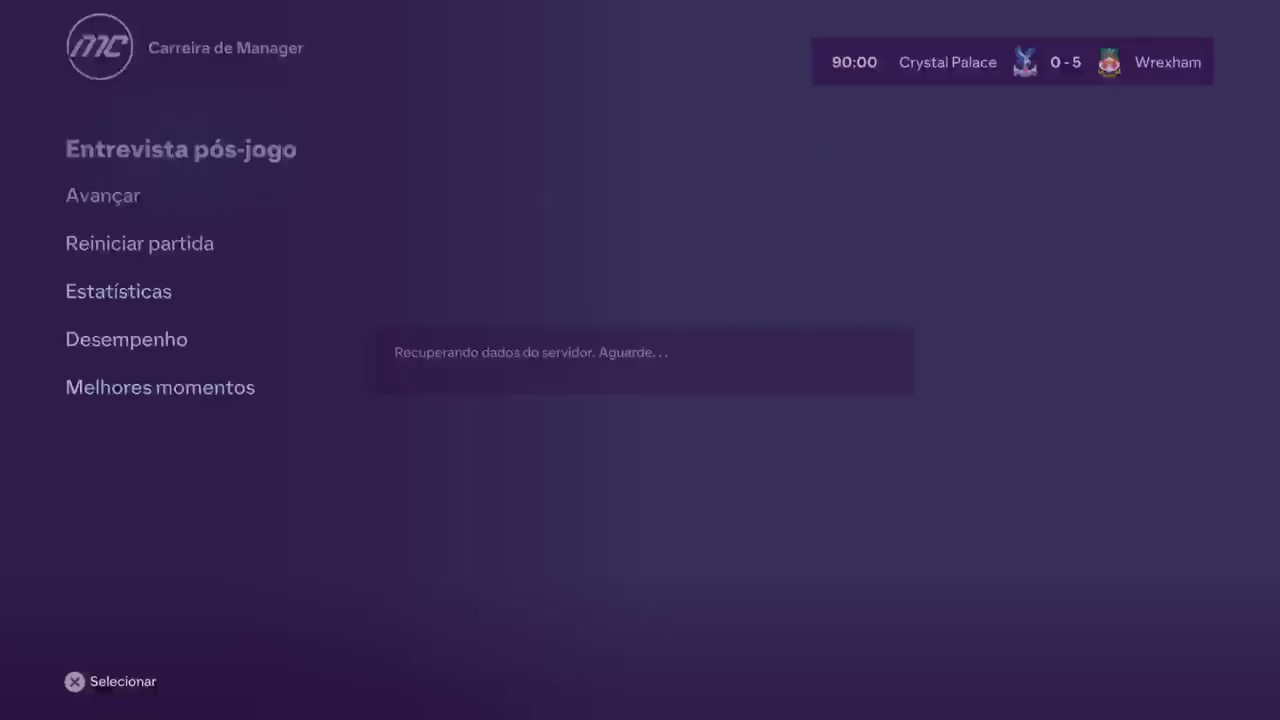 MC Carreira de Manager
90:00 Crystal Palace 0 - 5 Wrexham
Entrevista pós-jogo
Avançar
Reiniciar partida
Estatísticas
Desempenho
Melhores momentos
Recuperando dados do servidor. Aguarde...
Selecionar